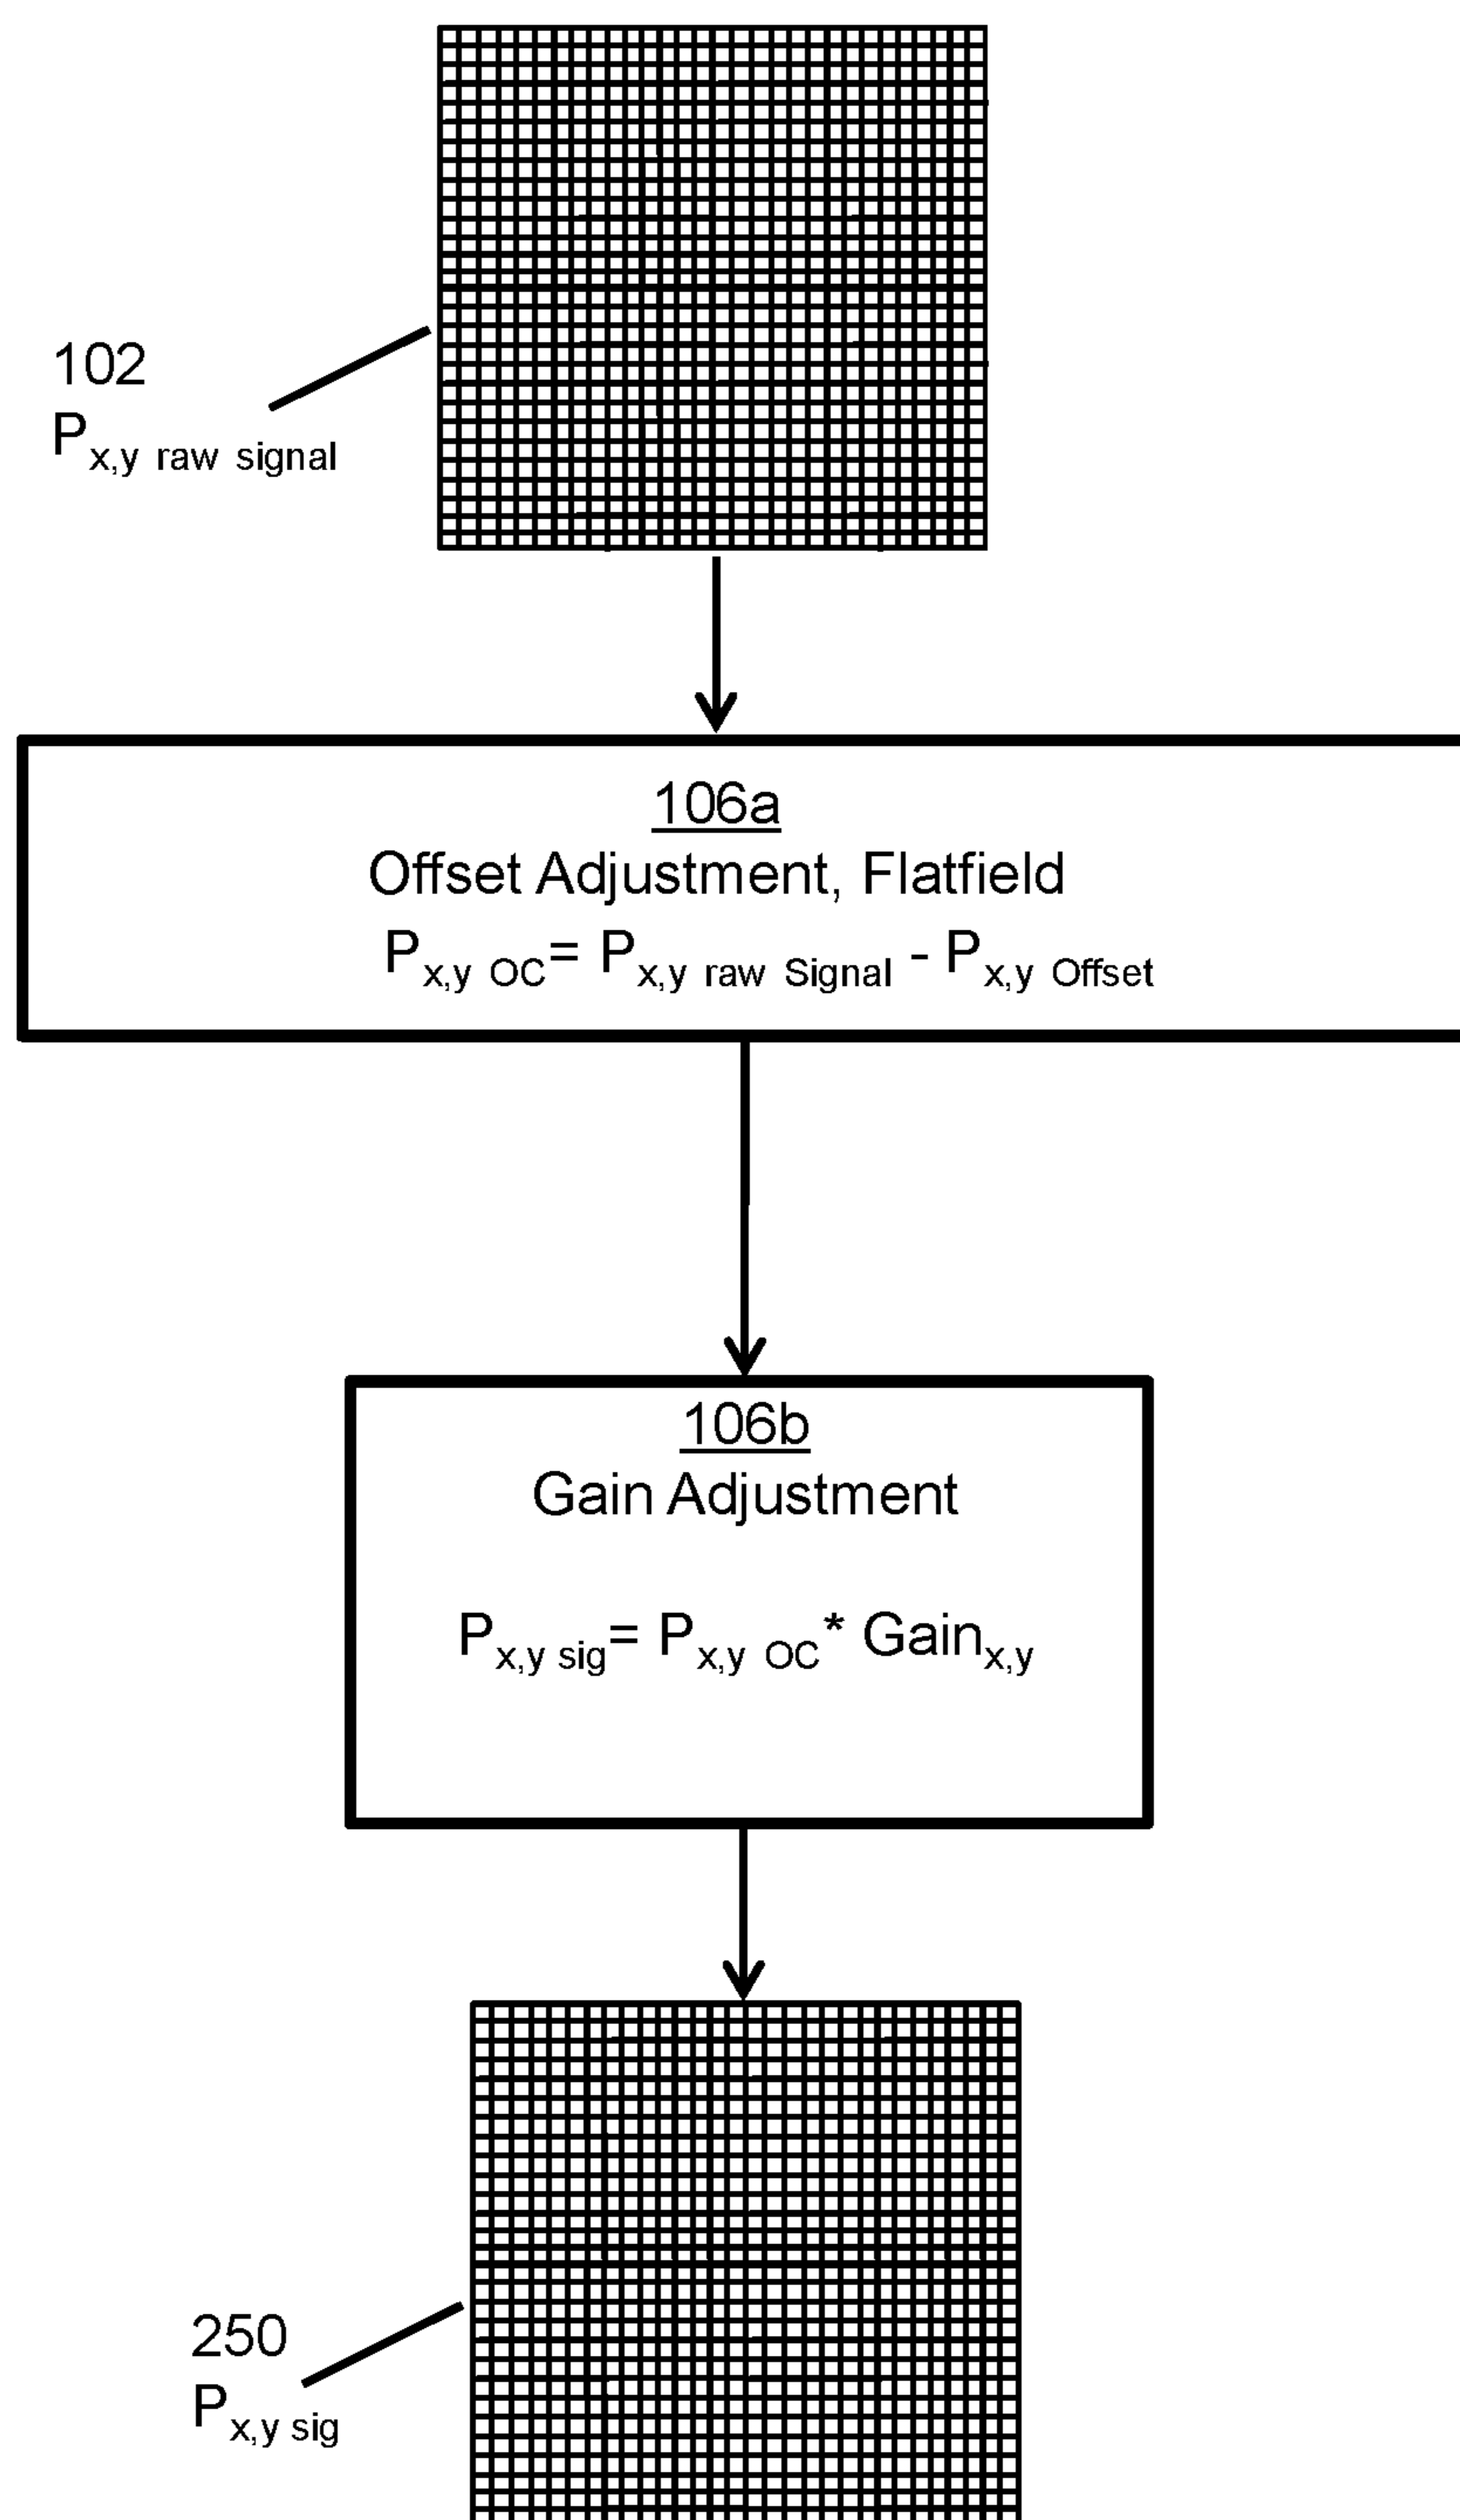 102
Px,y raw signal
106a
Offset Adjustment, Flatfield
Px,y OC= Px,y raw Signal - Px,y Offset
106b
Gain Adjustment
Px,y sig= Px,y OC* Gainx,y
250
Px,y sig